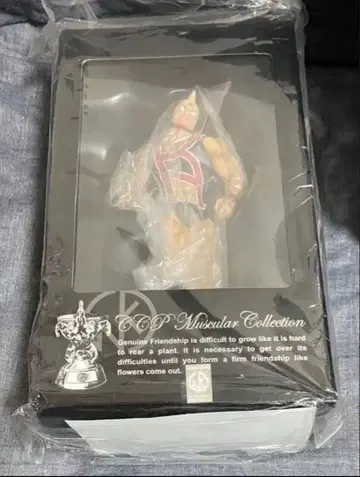 CCP Muscular Collection
Genuine Friendship is difficult to grow like it is hard
to rear a plant. It is necessary to get over its
difficulties until you form a firm friendship like
flowers come out.